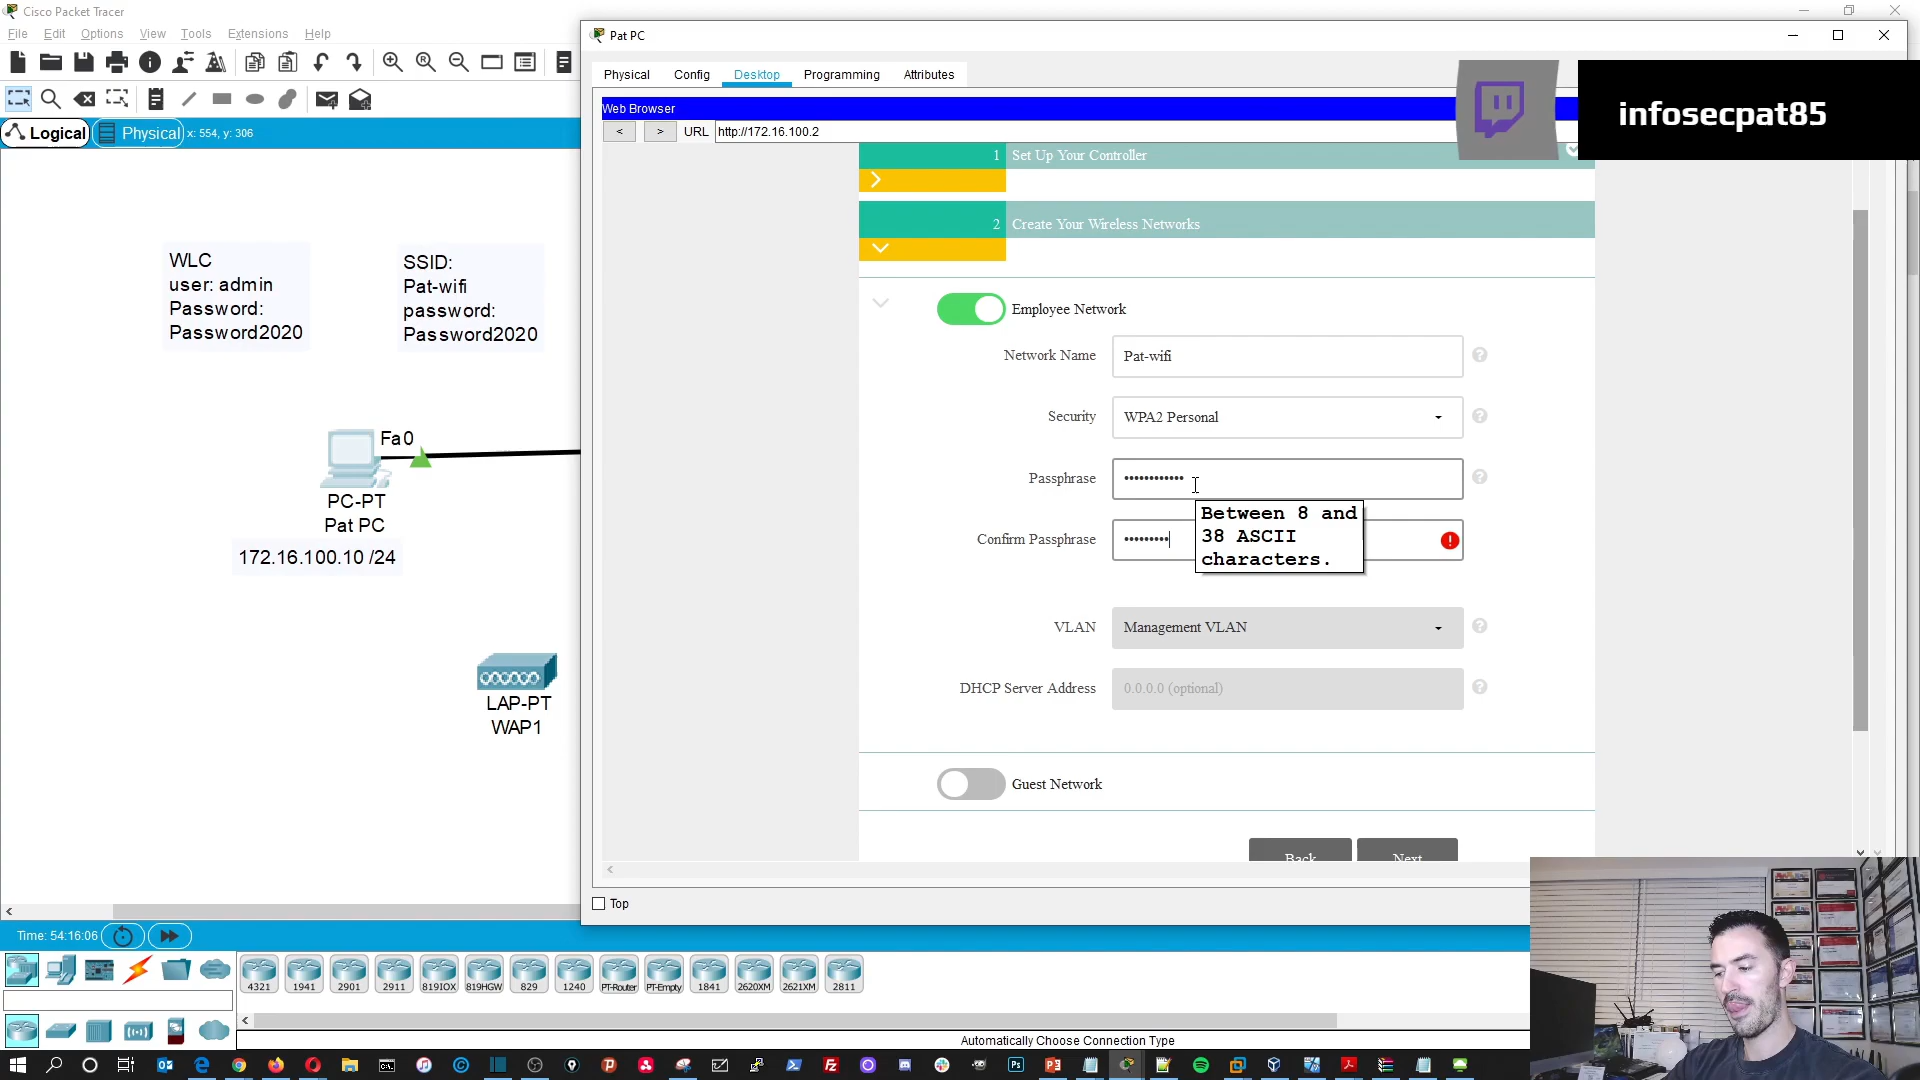 Cisco Packet Tracer
File Edit Options View Tools Extensions Help
Logical Physical x: 554, y: 306
WLC
user: admin
Password:
Password2020
SSID:
Pat-wifi
password:
Password2020
Fa0
PC-PT
Pat PC
172.16.100.10 /24
LAP-PT
WAP1
Pat PC
Physical Config Desktop Programming Attributes
Web Browser
< > URL http://172.16.100.2
infosecpat85
1 Set Up Your Controller
2 Create Your Wireless Networks
Employee Network
Network Name Pat-wifi
Security WPA2 Personal
Passphrase
Between 8 and
38 ASCII
characters.
Confirm Passphrase
VLAN Management VLAN
DHCP Server Address 0.0.0.0 (optional)
Guest Network
Back Next
Top
Time: 54:16:06
4321 1941 2901 2911 819IOX 819HGW 829 1240 PT-Router PT-Empty 1841 2620XM 2621XM 2811
Automatically Choose Connection Type